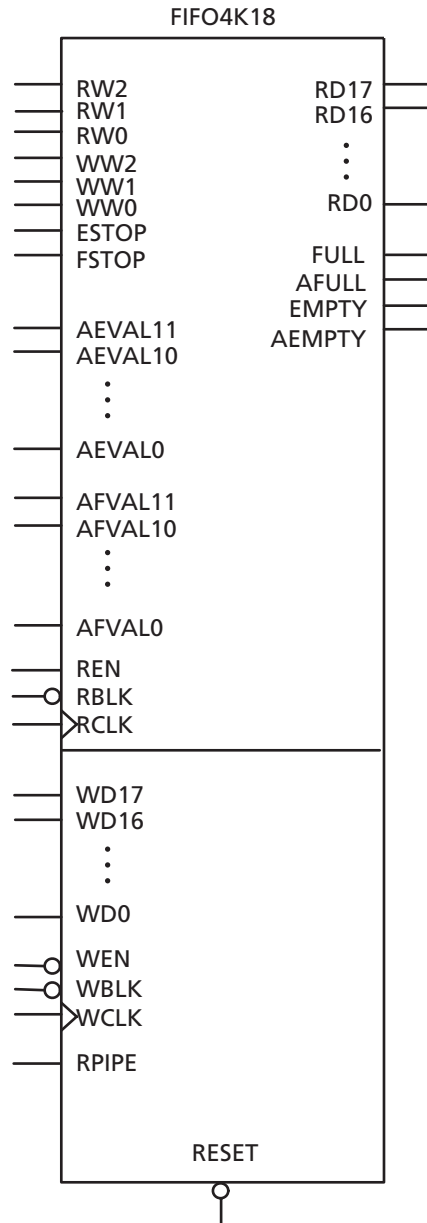 FIFO4K18
RW2
RW1
RW0
WW2
WW1
WW0
ESTOP
FSTOP
AEVAL11
AEVAL10
AEVAL0
AFVAL11
AFVAL10
AFVAL0
REN
RBLK
RCLK
WD17
WD16
WD0
WEN
WBLK
WCLK
RPIPE
RD17
RD16
RD0
FULL
AFULL
EMPTY
AEMPTY
RESET